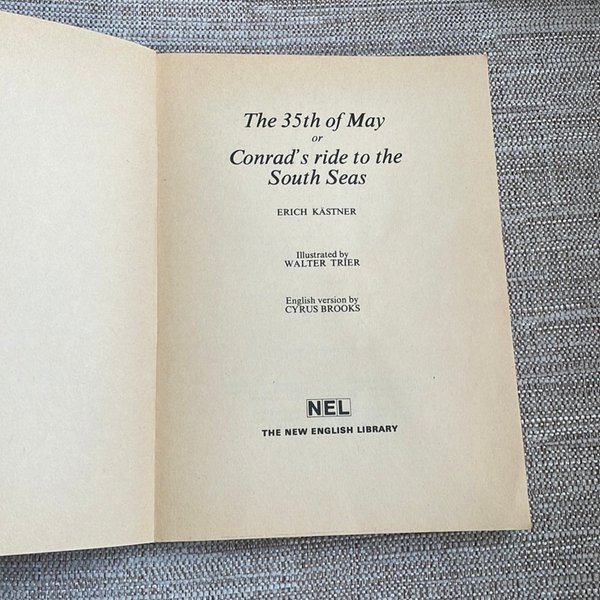 The 35th of May
or
Conrad's ride to the
South Seas
ERICH KÄSTNER
Illustrated by
WALTER TRIER
English version by
CYRUS BROOKS
NEL
THE NEW ENGLISH LIBRARY